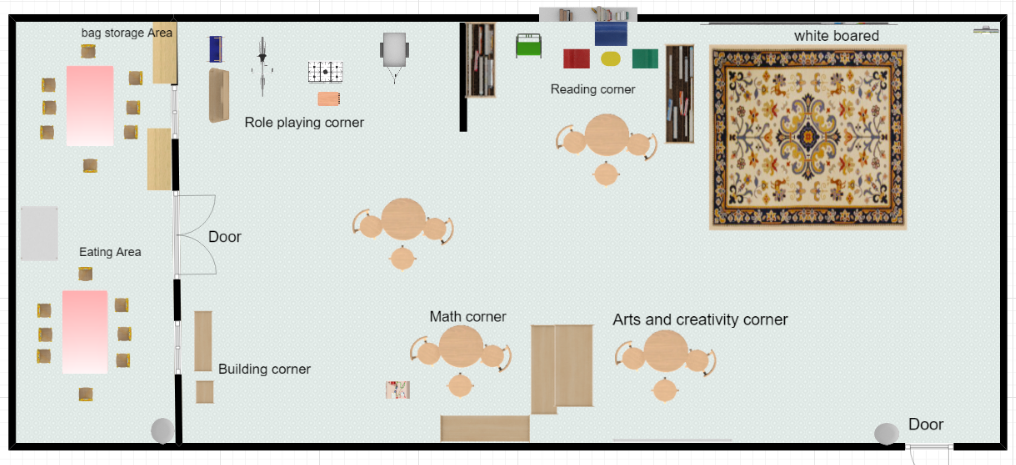 bag storage Area
white boared
Reading corner
Role playing corner
Door
Eating Area
Math corner
Arts and creativity corner
Building corner
Door